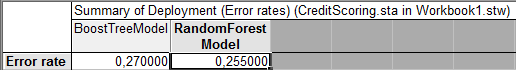 Summary of Deployment (Error rates) (CreditScoring.sta in Workbook1.stw)
BoostTreeModel RandomForest
Model
Error rate 0,270000 0,255000